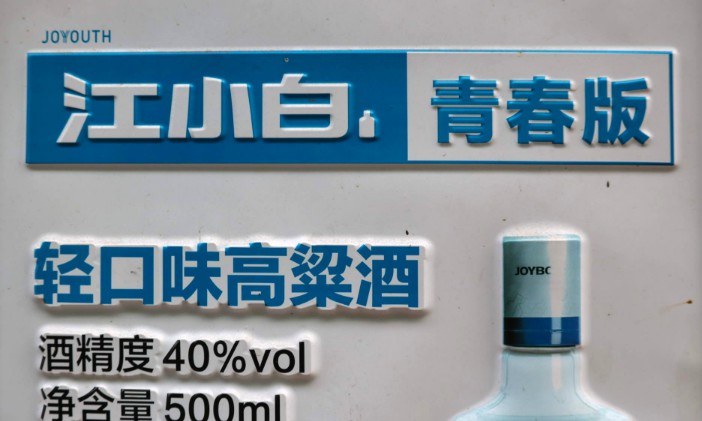 JOYYOUTH
江小白 青春版
轻口味高粱酒
JOYBO
酒精度 40%vol
净含量 500ml